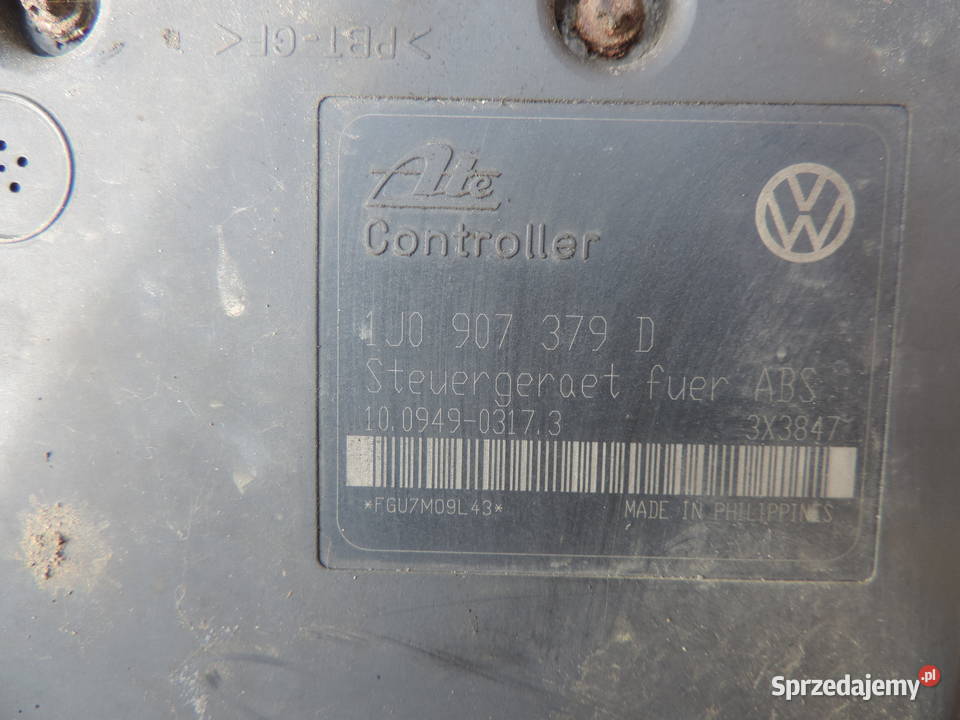 >PBT-GF<
Ate
Controller
1J0 907 379 D
Steuergeraet fuer ABS
10.0949-0317.3 3X3847
*FGU7M09L43* MADE IN PHILIPPINES
Sprzedajemy.pl